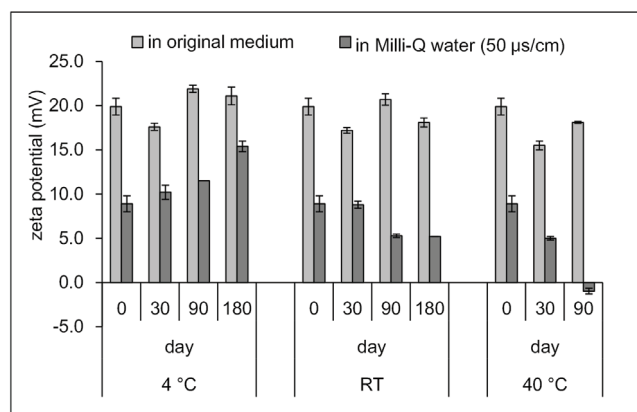 in original medium in Milli-Q water (50 µs/cm)
25.0
20.0
15.0
10.0
5.0
0.0
-5.0
zeta potential (mV)
0 30 90 180 0 30 90 180 0 30 90
day day day
4 °C RT 40 °C